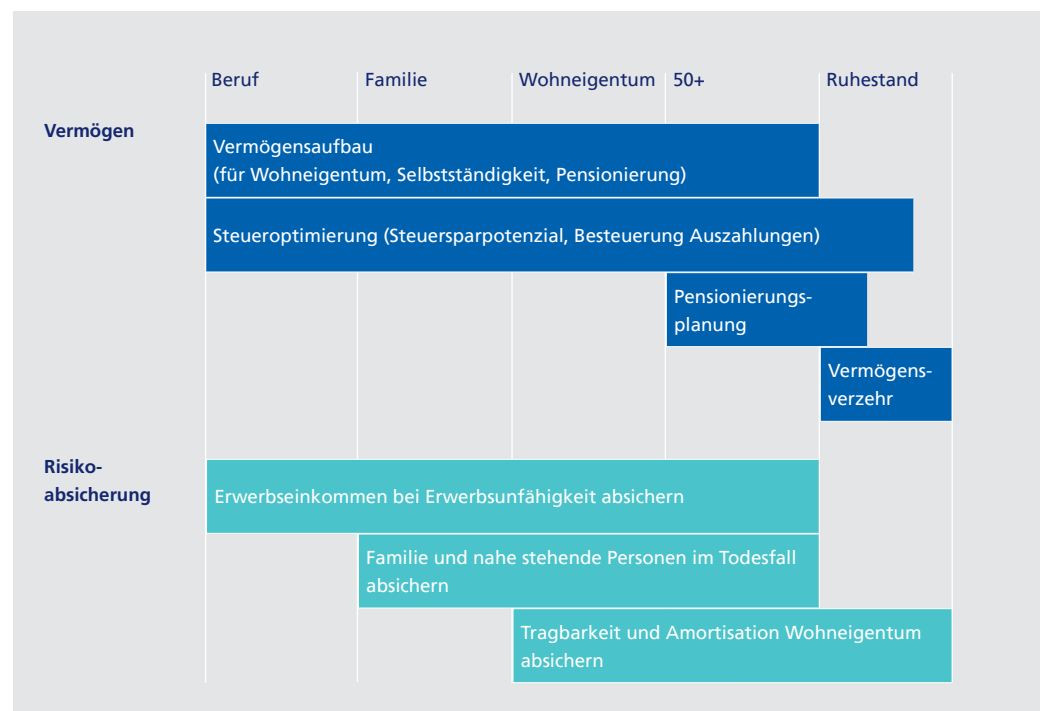 Beruf
Familie
Wohneigentum
50+
Ruhestand
Vermögen
Vermögensaufbau
(für Wohneigentum, Selbstständigkeit, Pensionierung)
Steueroptimierung (Steuersparpotenzial, Besteuerung Auszahlungen)
Pensionierungs-
planung
Vermögens-
verzehr
Risiko-
absicherung
Erwerbseinkommen bei Erwerbsunfähigkeit absichern
Familie und nahe stehende Personen im Todesfall
absichern
Tragbarkeit und Amortisation Wohneigentum
absichern